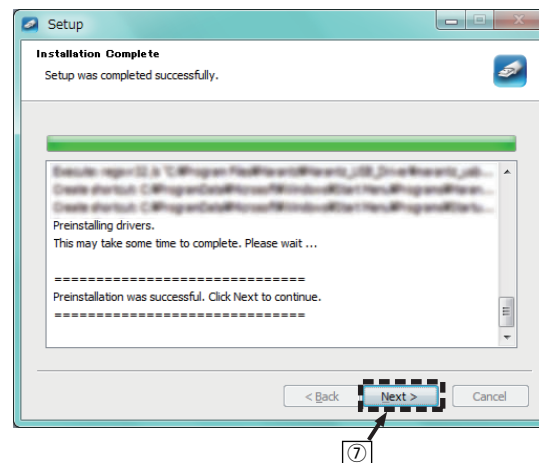 Setup
Installation Complete
Setup was completed successfully.
Preinstalling drivers.
This may take some time to complete. Please wait ...
===============================
Preinstallation was successful. Click Next to continue.
===============================
< Back
Next >
Cancel
⑦